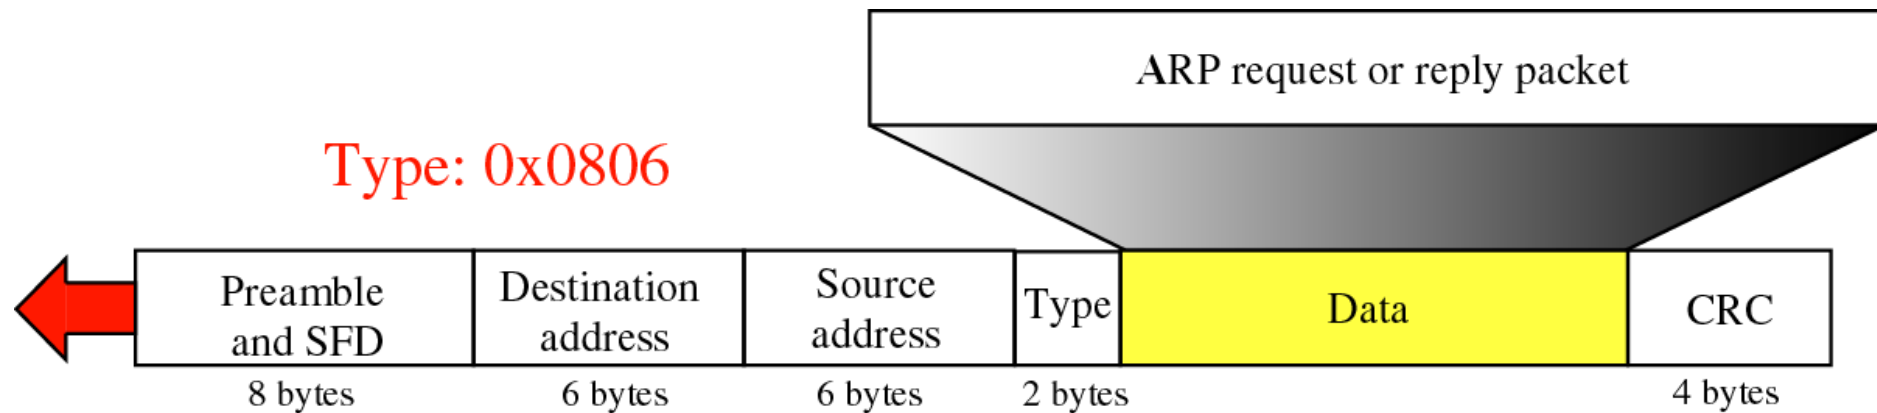 ARP request or reply packet
Type: 0x0806
Preamble
and SFD
Destination
address
Source
address
Type
Data
CRC
8 bytes
6 bytes
6 bytes
2 bytes
4 bytes